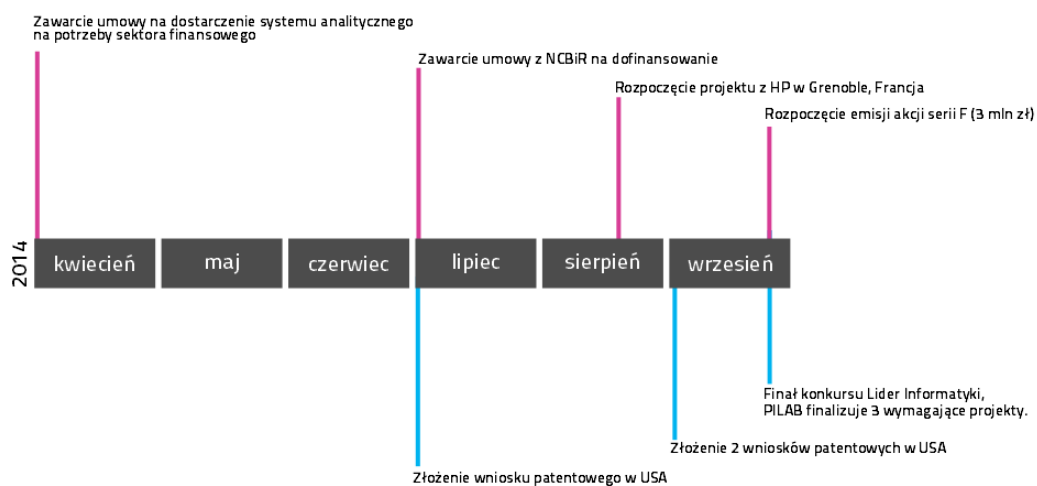 Zawarcie umowy na dostarczenie systemu analitycznego
na potrzeby sektora finansowego
Zawarcie umowy z NCBiR na dofinansowanie
Rozpoczęcie projektu z HP w Grenoble, Francja
Rozpoczęcie emisji akcji serii F (3 mln zł)
2014
kwiecień
maj
czerwiec
lipiec
sierpień
wrzesień
Finał konkursu Lider Informatyki,
PILAB finalizuje 3 wymagające projekty.
Złożenie 2 wniosków patentowych w USA
Złożenie wniosku patentowego w USA